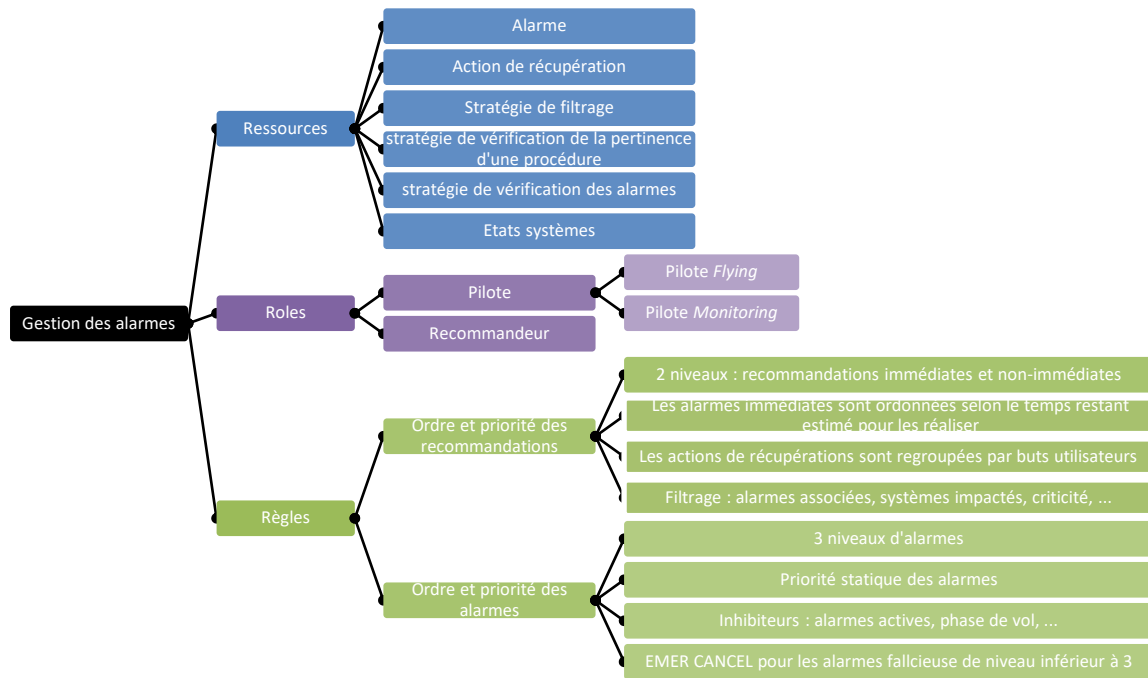 Gestion des alarmes
Ressources
Alarme
Action de récupération
Stratégie de filtrage
stratégie de vérification de la pertinence
d'une procédure
stratégie de vérification des alarmes
Etats systèmes
Roles
Pilote
Pilote Flying
Pilote Monitoring
Recommandeur
Règles
Ordre et priorité des
recommandations
2 niveaux : recommandations immédiates et non-immédiates
Les alarmes immédiates sont ordonnées selon le temps restant
estimé pour les réaliser
Les actions de récupérations sont regroupées par buts utilisateurs
Filtrage : alarmes associées, systèmes impactés, criticité, ...
Ordre et priorité des
alarmes
3 niveaux d'alarmes
Priorité statique des alarmes
Inhibiteurs : alarmes actives, phase de vol, ...
EMER CANCEL pour les alarmes fallcieuse de niveau inférieur à 3